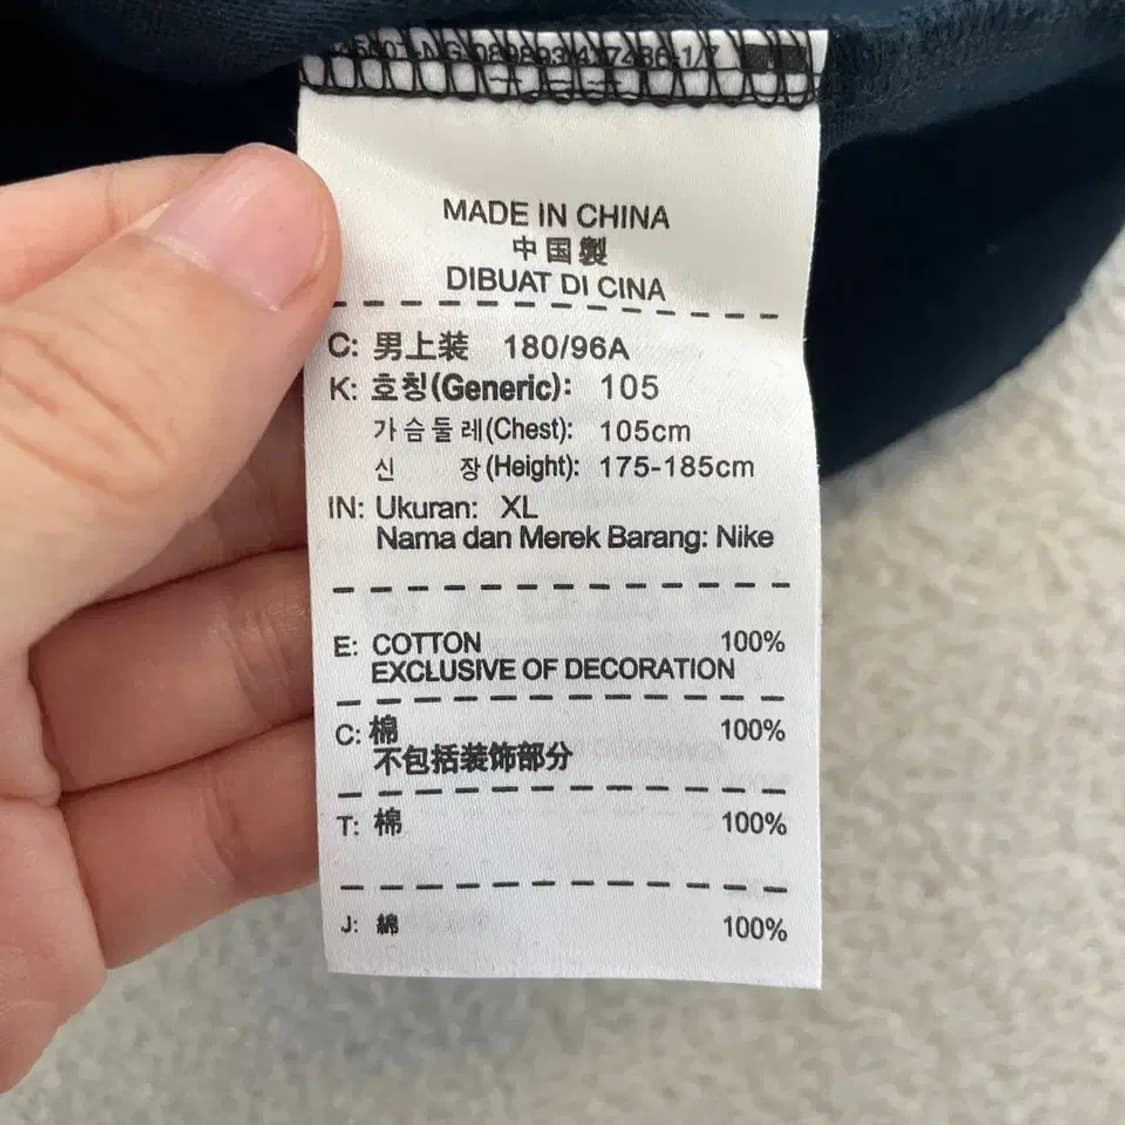 MADE IN CHINA
中国製
DIBUAT DI CINA
C: 男上装 180/96A
K: 호칭(Generic): 105
가슴둘레(Chest): 105cm
신 장(Height): 175-185cm
IN: Ukuran: XL
Nama dan Merek Barang: Nike
E: COTTON 100%
EXCLUSIVE OF DECORATION
C: 棉 100%
不包括装饰部分
T: 棉 100%
J: 綿 100%